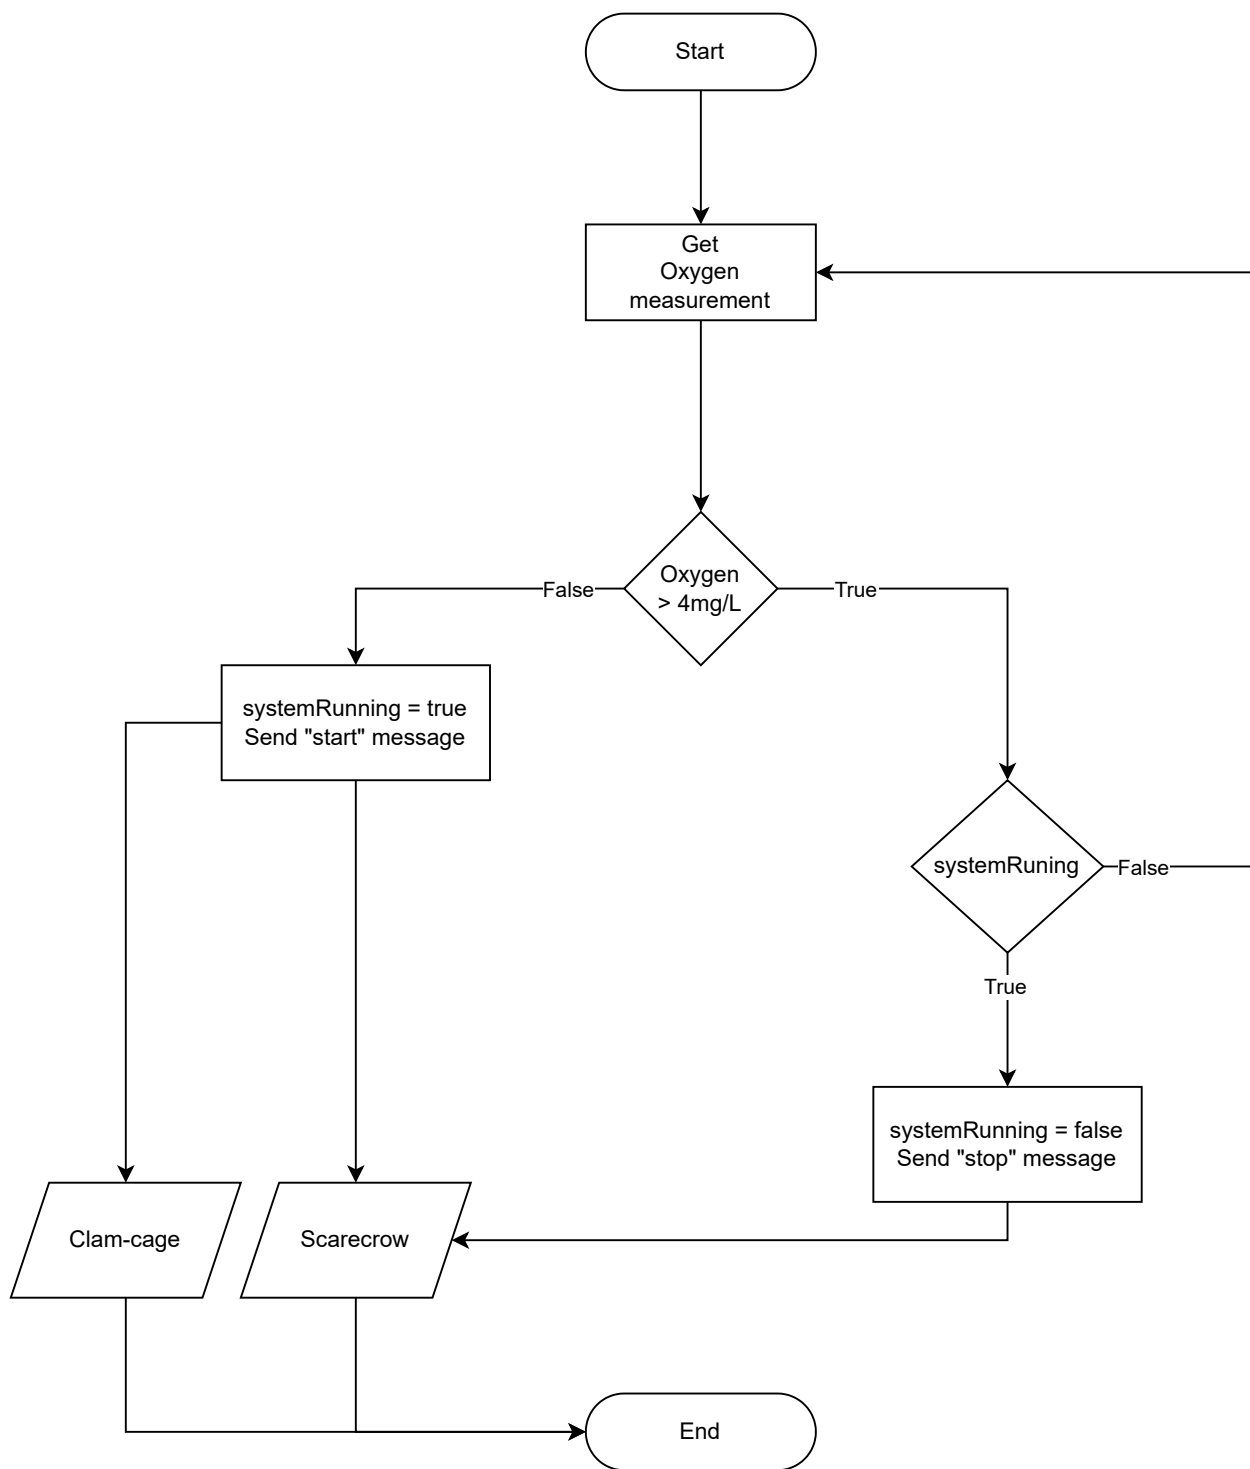 Start
Get
Oxygen
measurement
Oxygen
> 4mg/L
False
True
systemRunning = true
Send "start" message
systemRuning
False
True
systemRunning = false
Send "stop" message
Clam-cage
Scarecrow
End